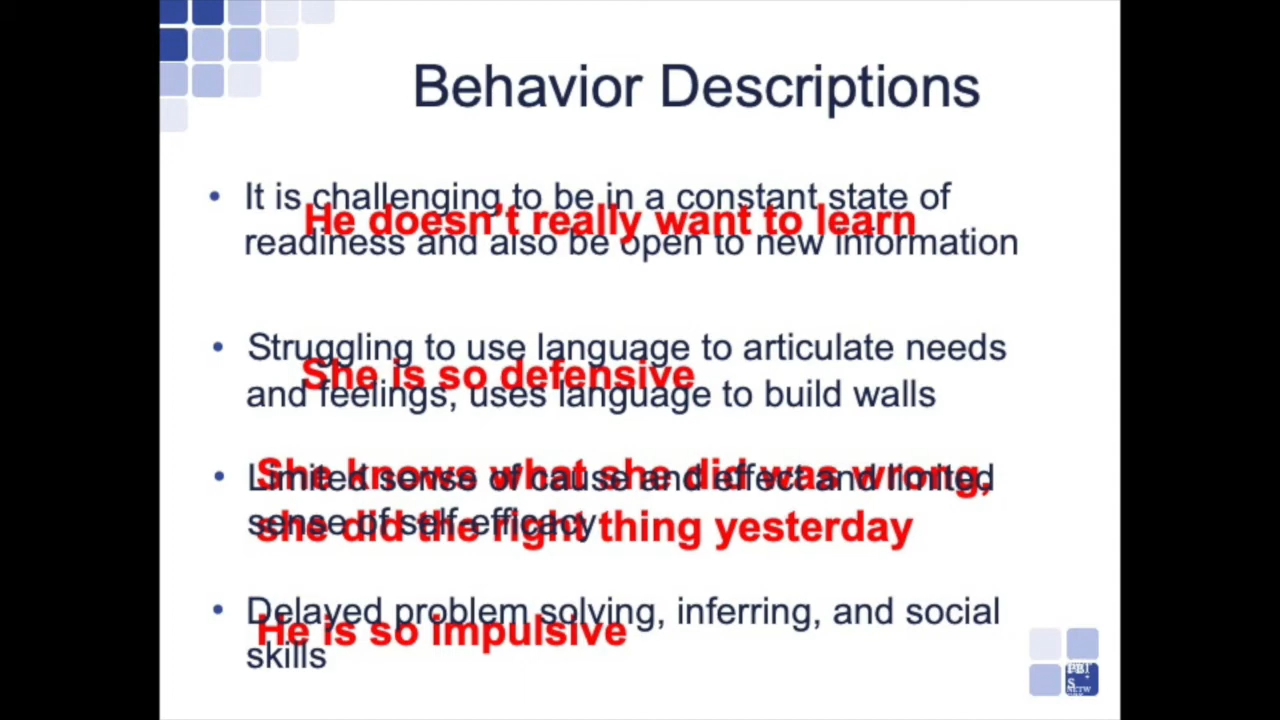 Behavior Descriptions
• It is challenging to be in a constant state of
He doesn't really want to learn
readiness and also be open to new information
• Struggling to use language to articulate needs
She is so defensive
and feelings, uses language to build walls
She knows what she did was wrong,
• Limited sense of cause and effect and limited
sense of self-efficacy
she did the right thing yesterday
• Delayed problem solving, inferring, and social
He is so impulsive
skills